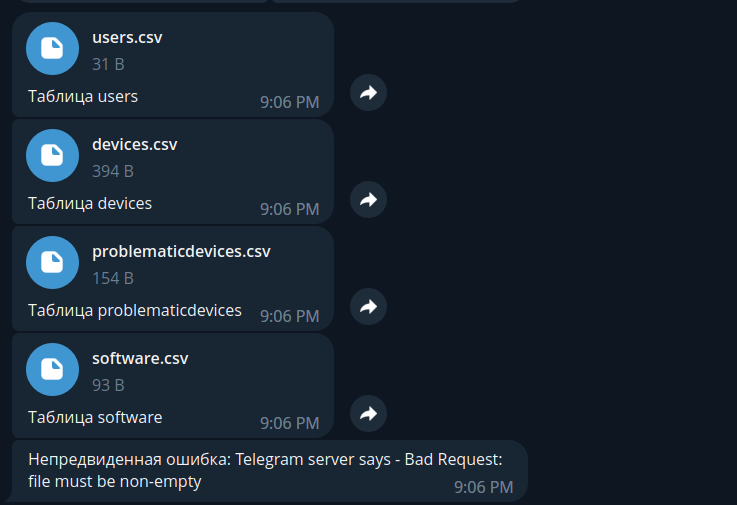 users.csv
31 B
Таблица users
9:06 PM
devices.csv
394 B
Таблица devices
9:06 PM
problematicdevices.csv
154 B
Таблица problematicdevices
9:06 PM
software.csv
93 B
Таблица software
9:06 PM
Непредвиденная ошибка: Telegram server says - Bad Request:
file must be non-empty
9:06 PM